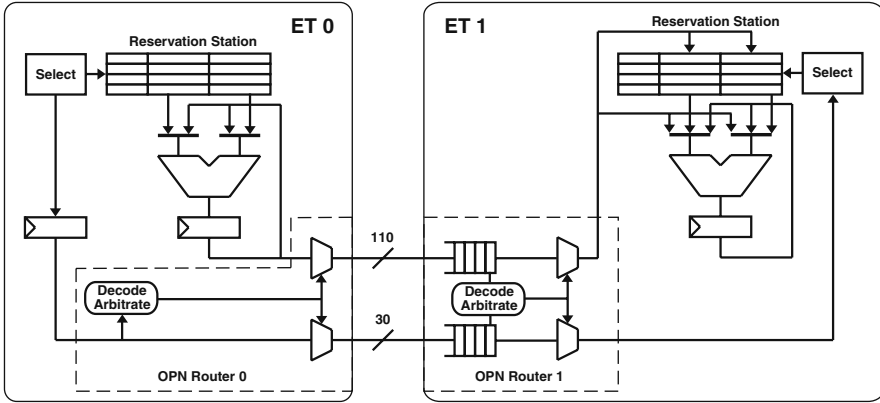 ET 0
Reservation Station
Select
Decode
Arbitrate
OPN Router 0
110
30
ET 1
Reservation Station
Select
Decode
Arbitrate
OPN Router 1